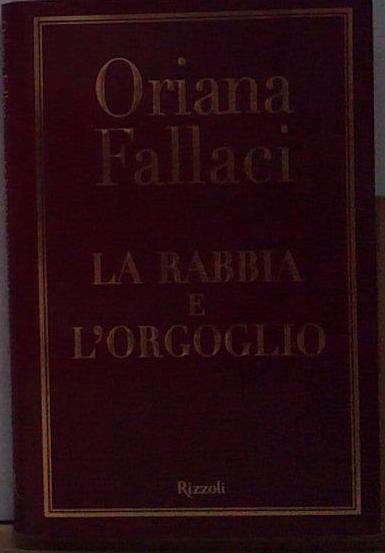 Oriana
Fallaci
LA RABBIA
E
L'ORGOGLIO
Rizzoli